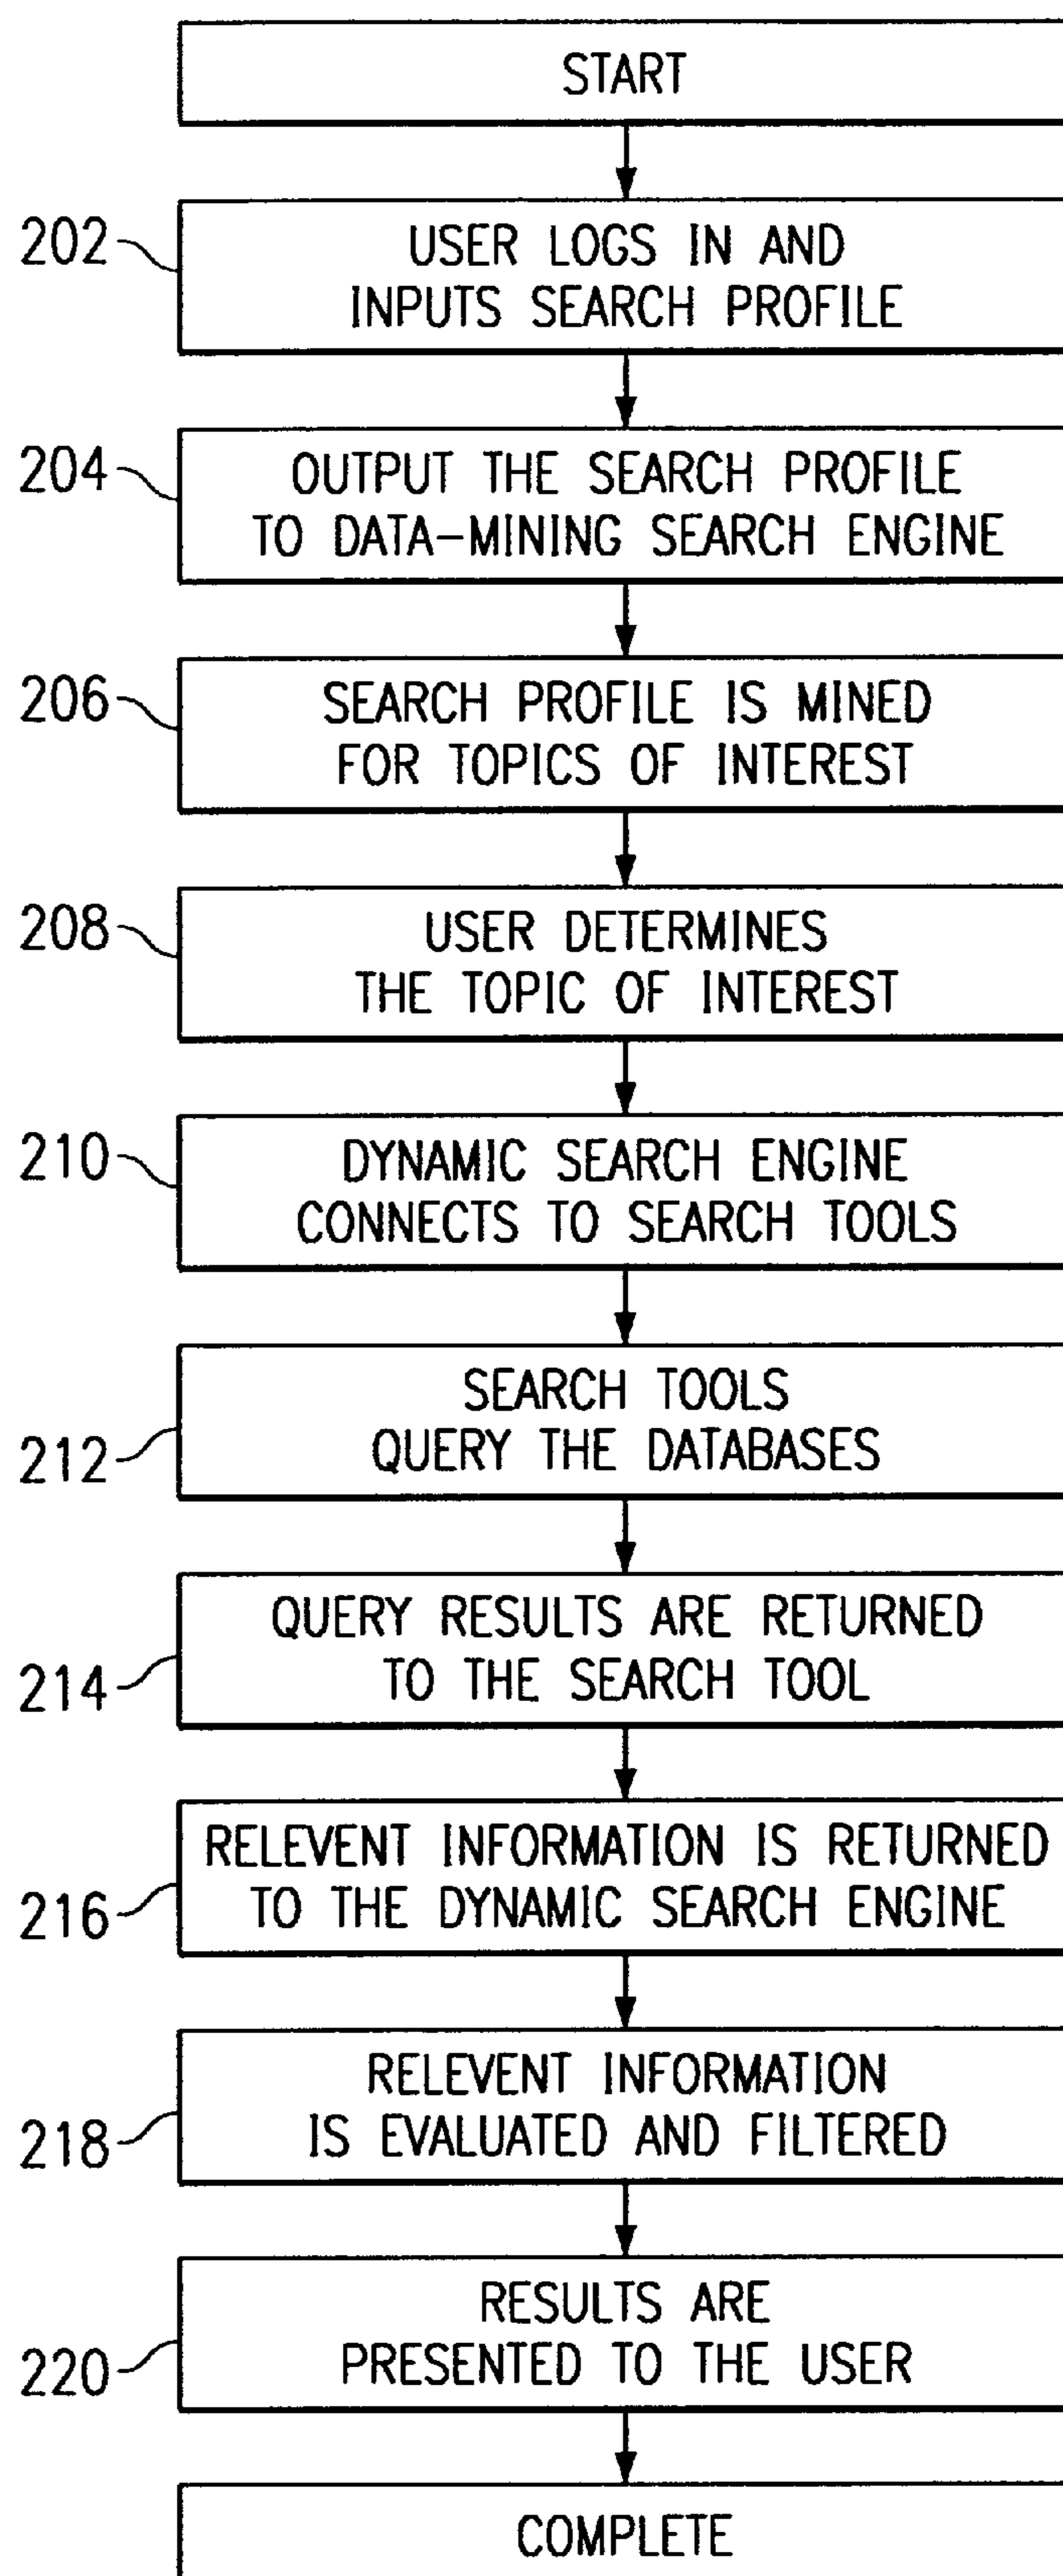 START
202
USER LOGS IN AND
INPUTS SEARCH PROFILE
204
OUTPUT THE SEARCH PROFILE
TO DATA-MINING SEARCH ENGINE
206
SEARCH PROFILE IS MINED
FOR TOPICS OF INTEREST
208
USER DETERMINES
THE TOPIC OF INTEREST
210
DYNAMIC SEARCH ENGINE
CONNECTS TO SEARCH TOOLS
212
SEARCH TOOLS
QUERY THE DATABASES
214
QUERY RESULTS ARE RETURNED
TO THE SEARCH TOOL
216
RELEVENT INFORMATION IS RETURNED
TO THE DYNAMIC SEARCH ENGINE
218
RELEVENT INFORMATION
IS EVALUATED AND FILTERED
220
RESULTS ARE
PRESENTED TO THE USER
COMPLETE